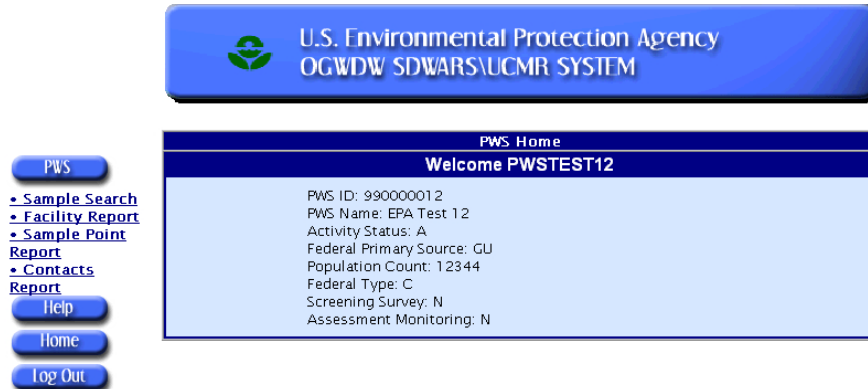 U.S. Environmental Protection Agency
OGWDW SDWARS\UCMR SYSTEM
PWS
• Sample Search
• Facility Report
• Sample Point
Report
• Contacts
Report
Help
Home
Log Out
PWS Home
Welcome PWSTEST12
PWS ID: 990000012
PWS Name: EPA Test 12
Activity Status: A
Federal Primary Source: GU
Population Count: 12344
Federal Type: C
Screening Survey: N
Assessment Monitoring: N